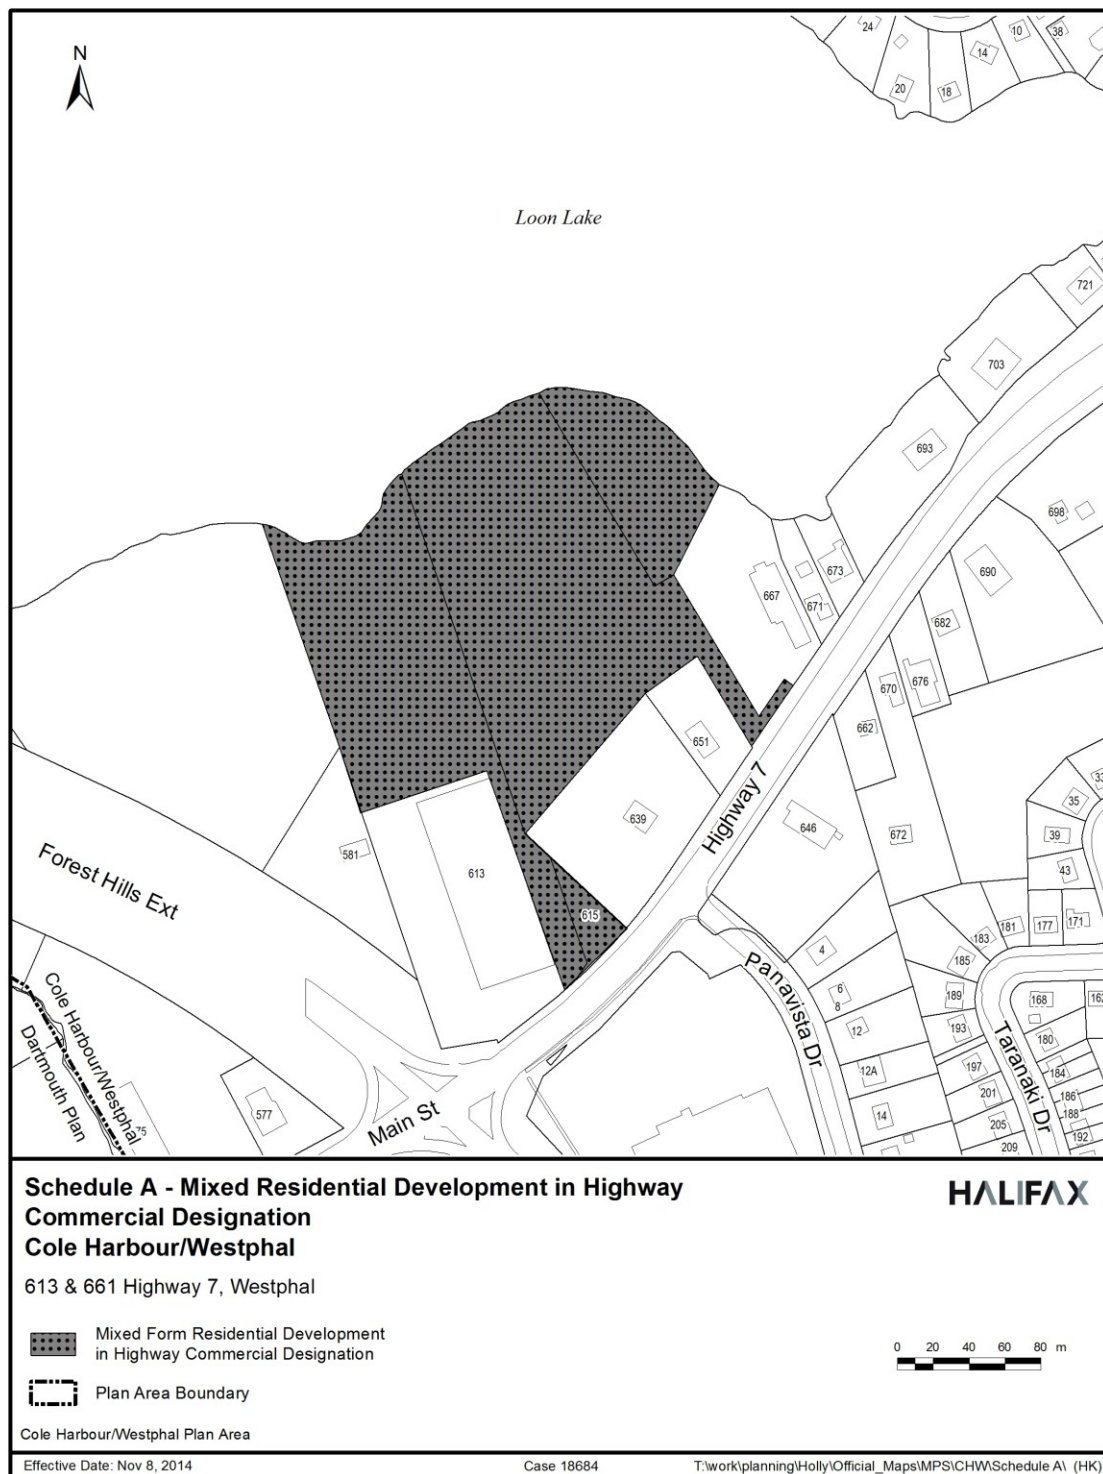 24
10
38
14
20
18
N
Loon Lake
721
703
693
698
690
673
667
671
682
676
670
662
651
639
Highway 7
646
672
33
35
39
43
581
613
615
Forest Hills Ext
171
177
181
183
185
4
Panavista Dr
6
8
189
168
162
193
180
12
12A
197
184
201
186
188
14
205
192
209
Taranaki Dr
Cole Harbour/Westphal
Dartmouth Plan
75
577
Main St
Schedule A - Mixed Residential Development in Highway
Commercial Designation
Cole Harbour/Westphal
HALIFAX
613 & 661 Highway 7, Westphal
Mixed Form Residential Development
in Highway Commercial Designation
0 20 40 60 80 m
Plan Area Boundary
Cole Harbour/Westphal Plan Area
Effective Date: Nov 8, 2014
Case 18684
T:\work\planning\Holly\Official_Maps\MPS\CHW\Schedule A\ (HK)